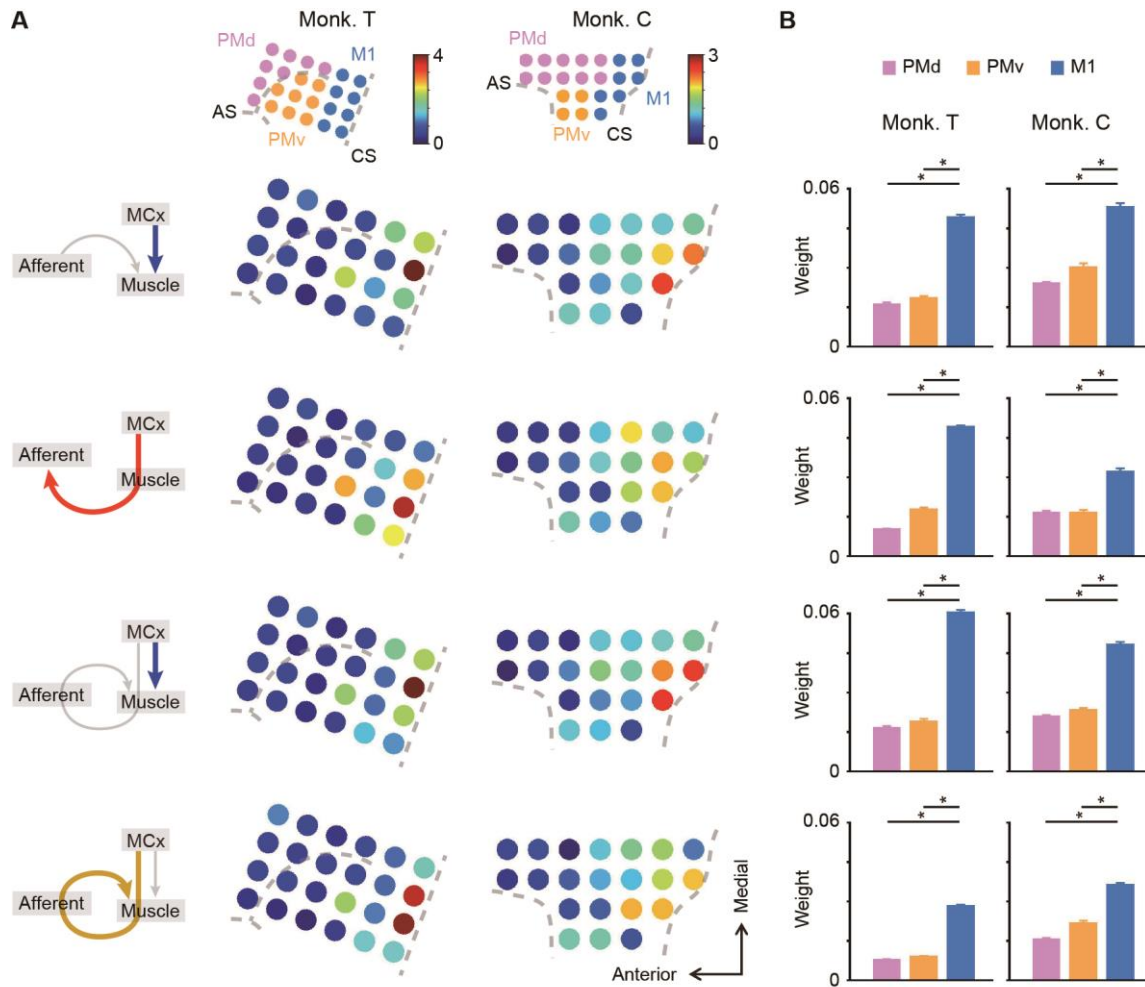 A
Monk. T
Monk. C
PMd
M1
AS
PMv
CS
4
0
PMd
AS
PMv
CS
M1
3
0
B
PMd
PMv
M1
Monk. T
Monk. C
MCx
Afferent
Muscle
0.06
Weight
0
* *
* *
MCx
Afferent
Muscle
0.06
Weight
0
* *
* *
MCx
Afferent
Muscle
0.06
Weight
0
* *
* *
MCx
Afferent
Muscle
Medial
Anterior
0.06
Weight
0
* *
* *